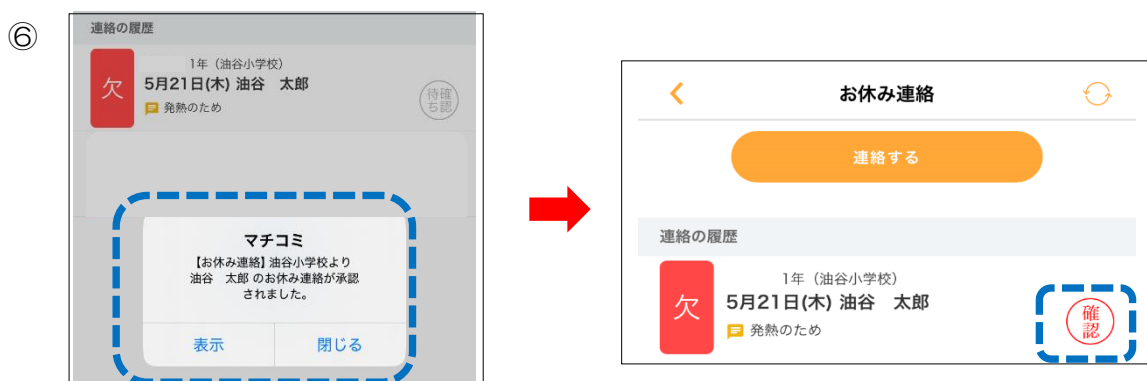 ⑥
連絡の履歴
1年（油谷小学校）
欠
5月21日(木) 油谷　太郎
発熱のため
待確
ち認
マチコミ
【お休み連絡】油谷小学校より
油谷　太郎 のお休み連絡が承認
されました。
表示
閉じる
お休み連絡
連絡する
連絡の履歴
1年（油谷小学校）
欠
5月21日(木) 油谷　太郎
発熱のため
確
認